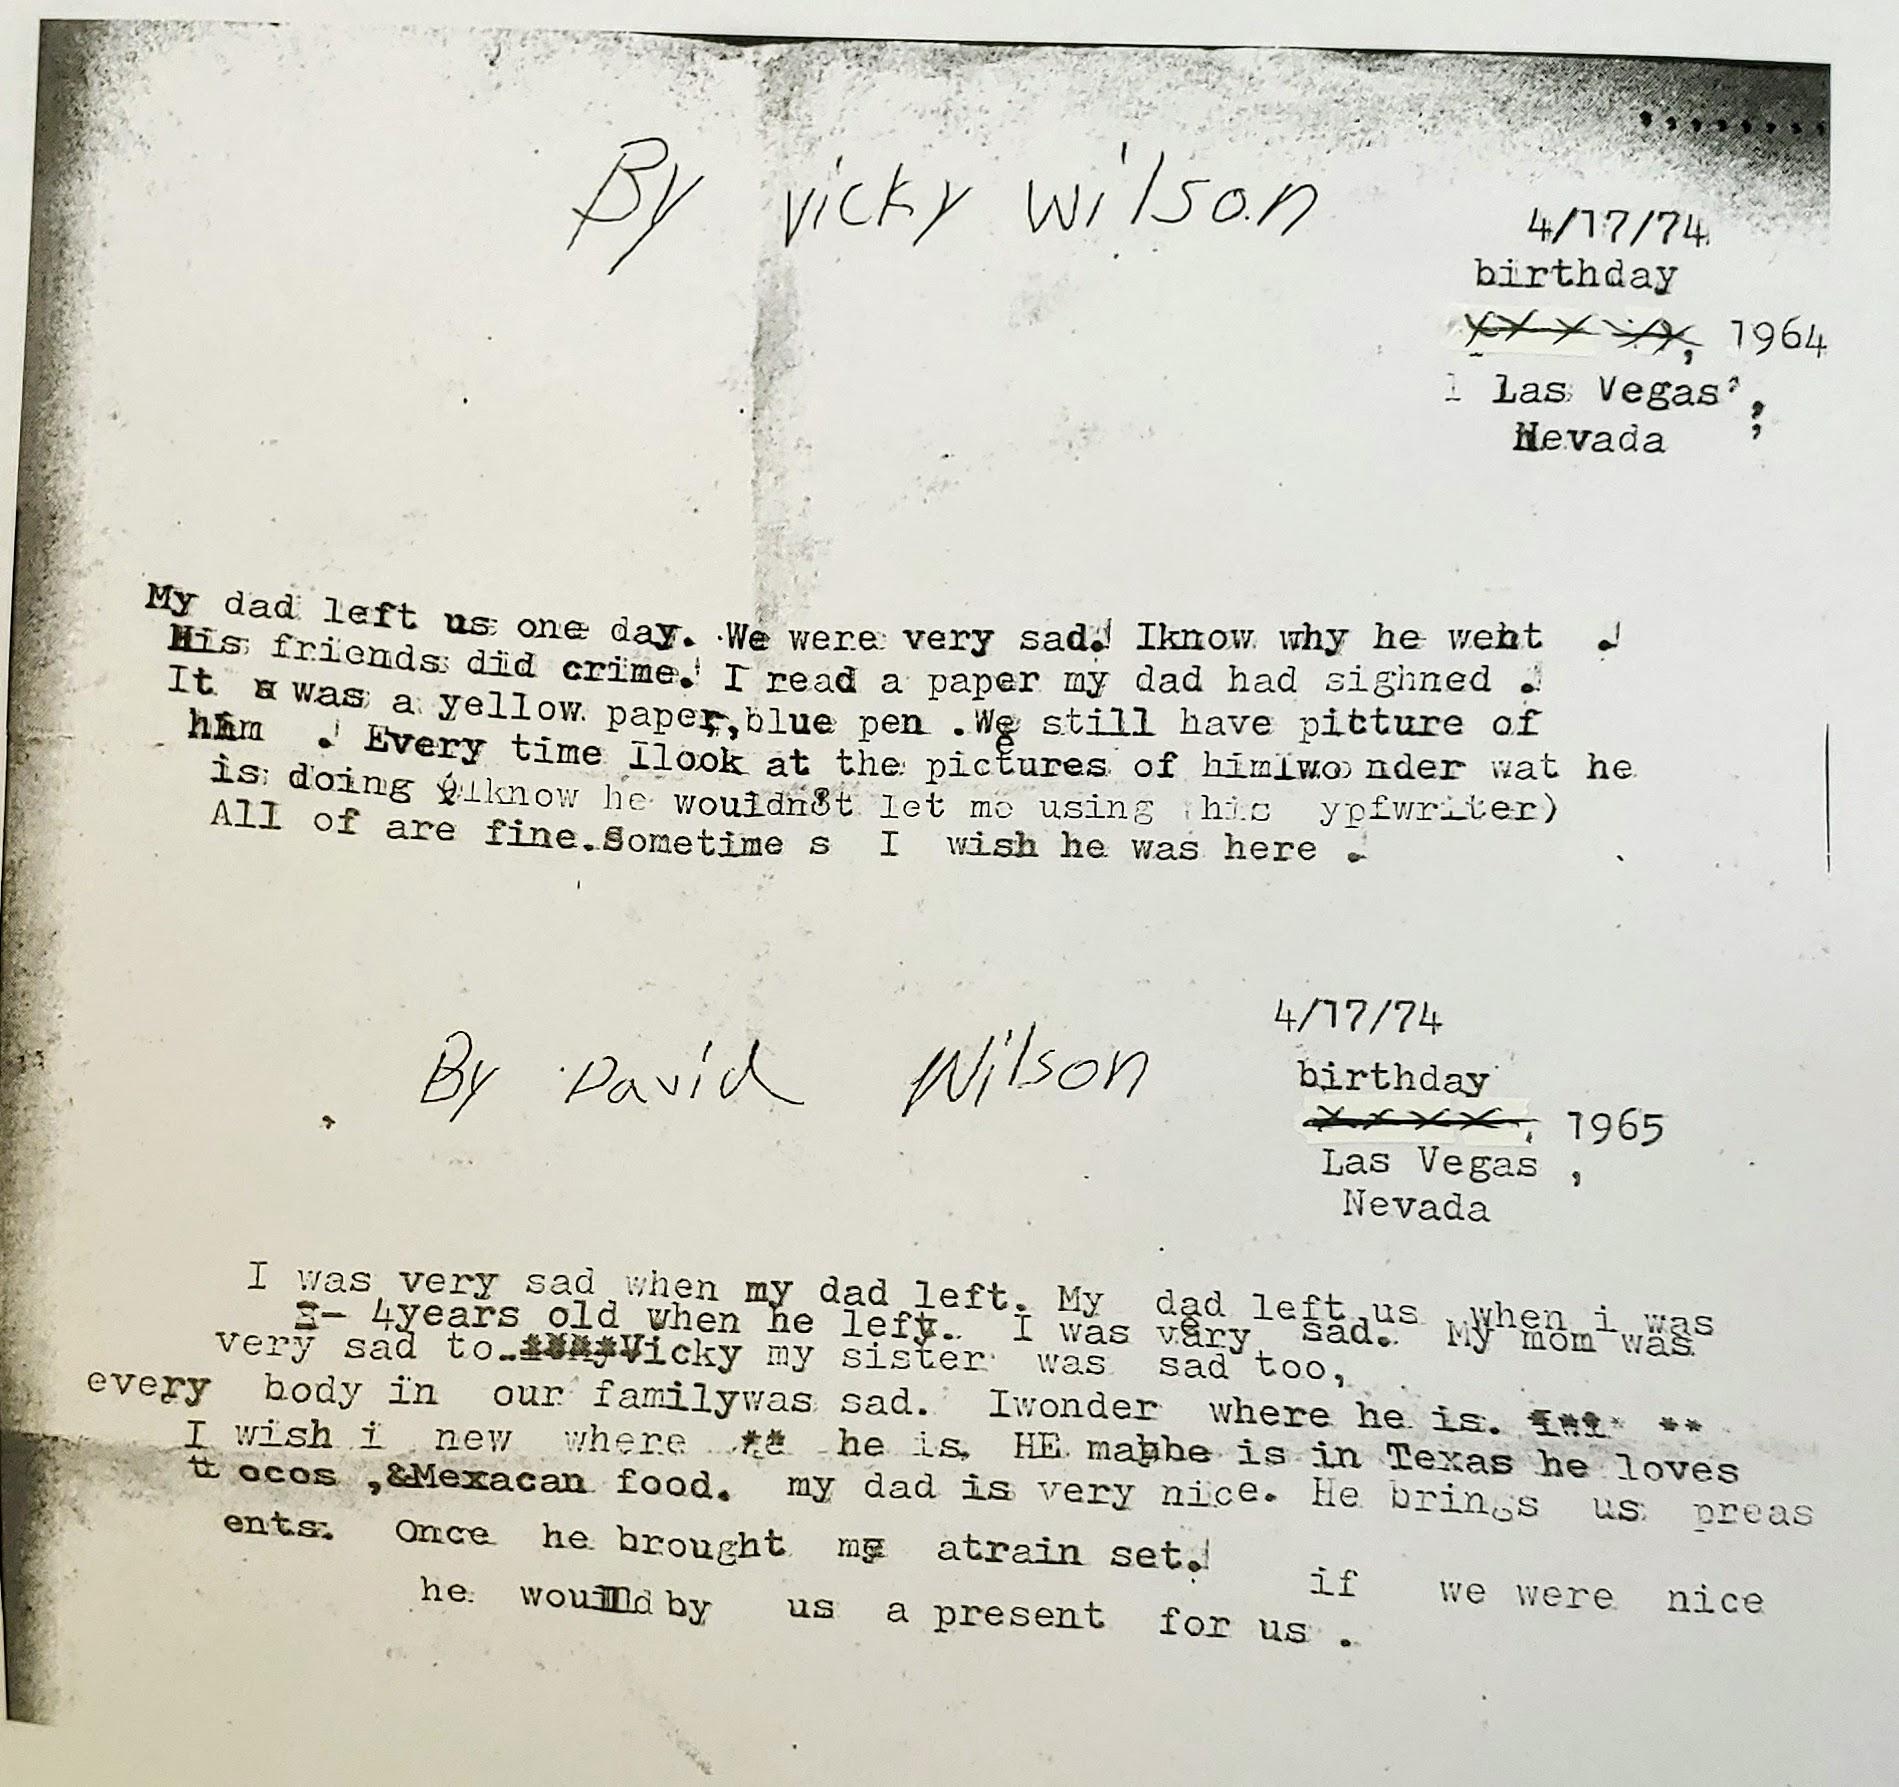 By Vicky Wilson
4/17/74
birthday
1964
Las Vegas,
Nevada
My dad left us one day. We were very sad! Iknow why he went !
His friends did crime! I read a paper my dad had sighned !
It was a yellow paper,blue pen .We still have picture of
him ! Every time Ilook at the pictures of himIwo nder wat he
is doing (Iknow he wouldn't let me using his ypfwriter)
All of are fine.Sometime s I wish he was here .
By David Wilson
4/17/74
birthday
1965
Las Vegas ,
Nevada
I was very sad when my dad left. My dad left us when i was
4years old when he left. I was vary sad. My mom was
very sad to. Vicky my sister was sad too,
every body in our familywas sad. Iwonder where he is.
I wish i new where he is. HE mabhe is in Texas he loves
t ocos ,&Mexacan food. my dad is very nice. He brings us preas
ents. Once he brought me atrain set!
if we were nice
he would by us a present for us .